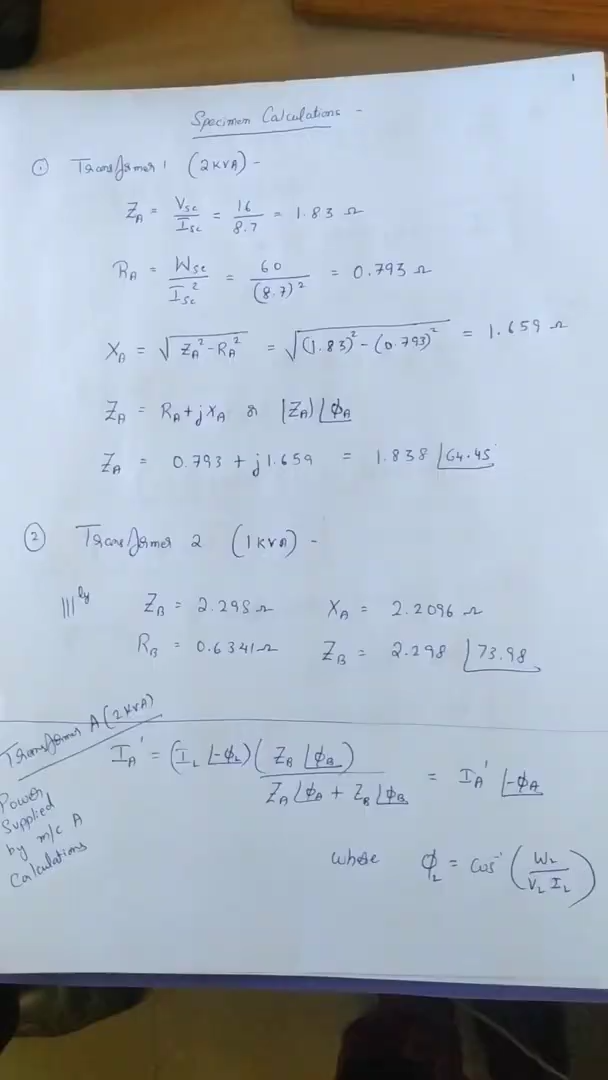 1
Specimen Calculations -
① Transformer 1 (2KVA) -
Z_A = V_sc / I_sc = 16 / 8.7 = 1.83 Ω
R_A = W_sc / I_sc² = 60 / (8.7)² = 0.793 Ω
X_A = √(Z_A² - R_A²) = √((1.83)² - (0.793)²) = 1.659 Ω
Z_A = R_A + j X_A or |Z_A| ∠ϕ_A
Z_A = 0.793 + j1.659 = 1.838 ∠64.45
② Transformer 2 (1KVA) -
|||ly Z_B = 2.298 Ω X_A = 2.2096 Ω
R_B = 0.6341 Ω Z_B = 2.298 ∠73.98
Transformer A (2KVA)
Power
Supplied
by m/c A
Calculations
I_A' = (I_L ∠-ϕ_L) (Z_B ∠ϕ_B) / Z_A ∠ϕ_A + Z_B ∠ϕ_B = I_A' ∠-ϕ_A
where ϕ_L = cos⁻¹ (W_L / V_L I_L)